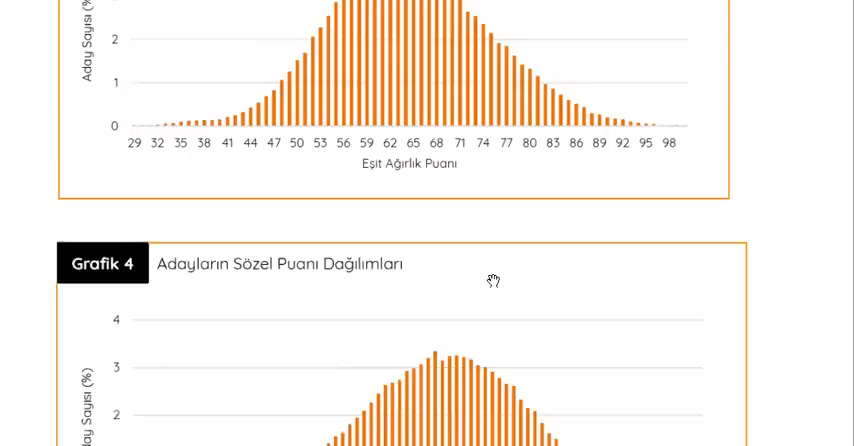 Aday Sayısı (%
2
1
0
29 32 35 38 41 44 47 50 53 56 59 62 65 68 71 74 77 80 83 86 89 92 95 98
Eşit Ağırlık Puanı
Grafik 4
Adayların Sözel Puanı Dağılımları
4
3
2
day Sayısı (%)